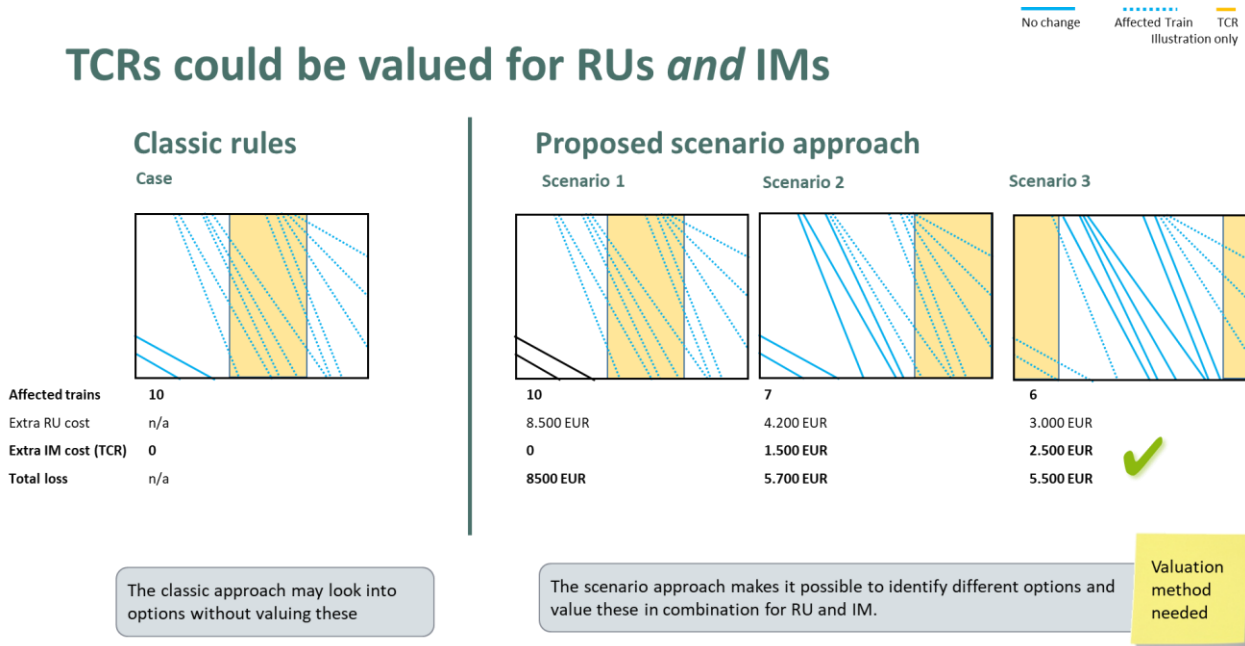 No change Affected Train TCR
Illustration only
TCRs could be valued for RUs and IMs
Classic rules
Case
Proposed scenario approach
Scenario 1 Scenario 2 Scenario 3
Affected trains 10 10 7 6
Extra RU cost n/a 8.500 EUR 4.200 EUR 3.000 EUR
Extra IM cost (TCR) 0 0 1.500 EUR 2.500 EUR
Total loss n/a 8500 EUR 5.700 EUR 5.500 EUR
The classic approach may look into
options without valuing these
The scenario approach makes it possible to identify different options and
value these in combination for RU and IM.
Valuation
method
needed